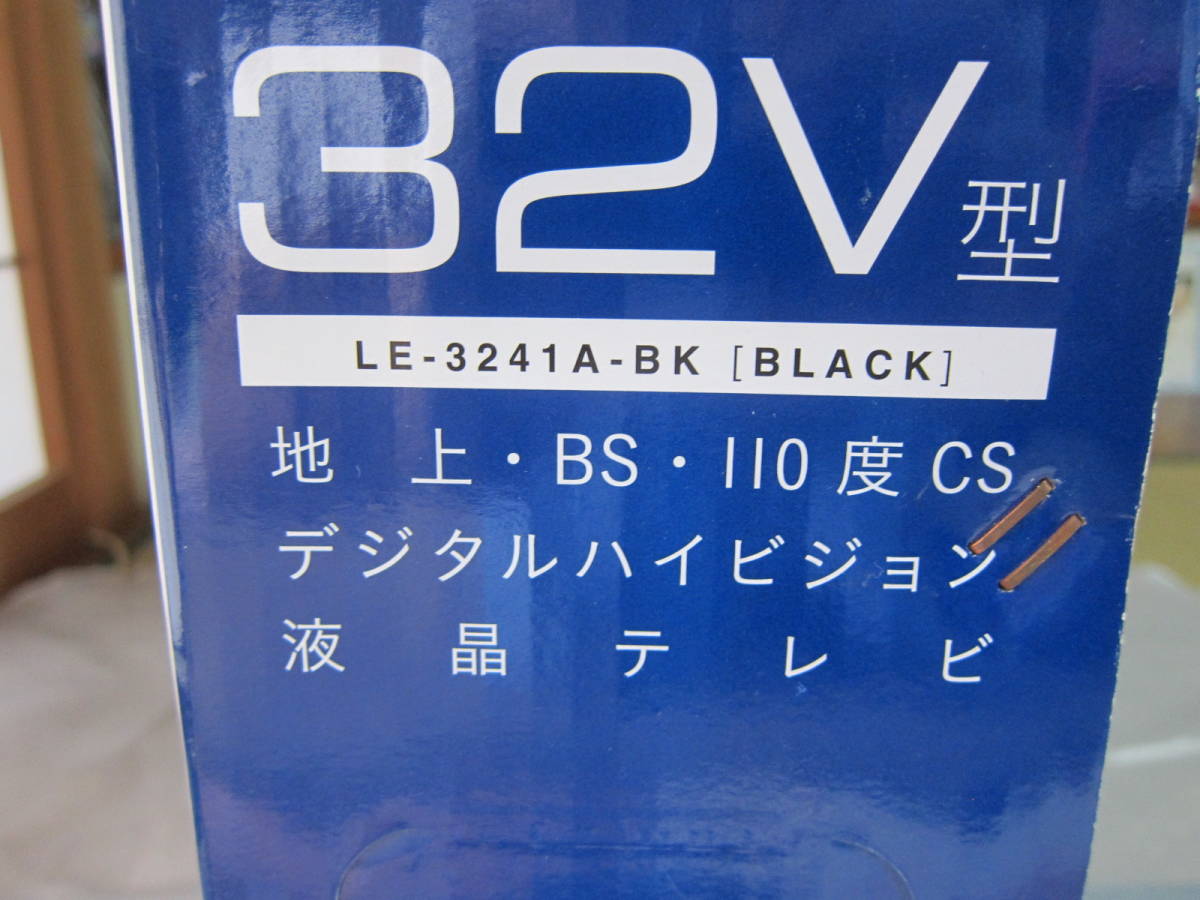 32V型
LE-3241A-BK [BLACK]
地上・BS・110度CS
デジタルハイビジョン
液晶テレビ